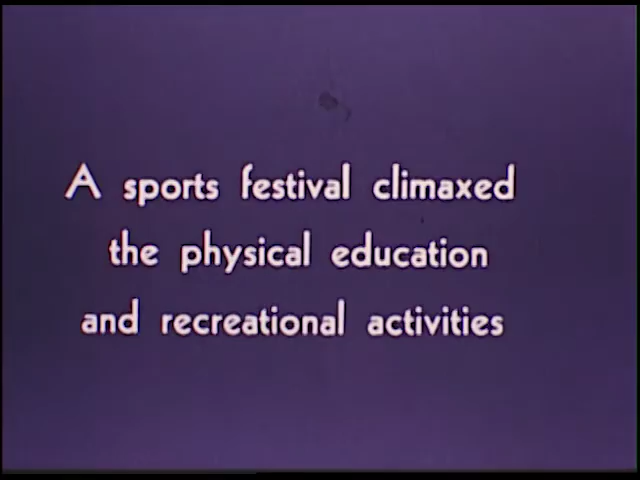 A sports festival climaxed
the physical education
and recreational activities